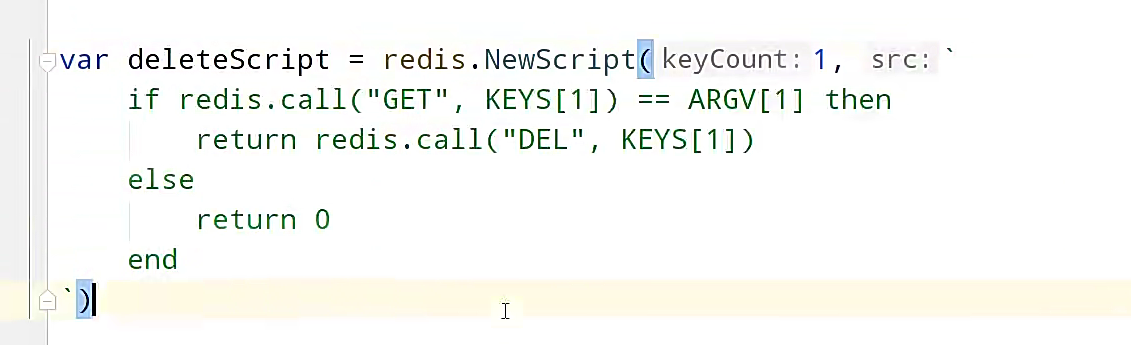 var deleteScript = redis.NewScript(keyCount: 1, src: `
if redis.call("GET", KEYS[1]) == ARGV[1] then
return redis.call("DEL", KEYS[1])
else
return 0
end
`)